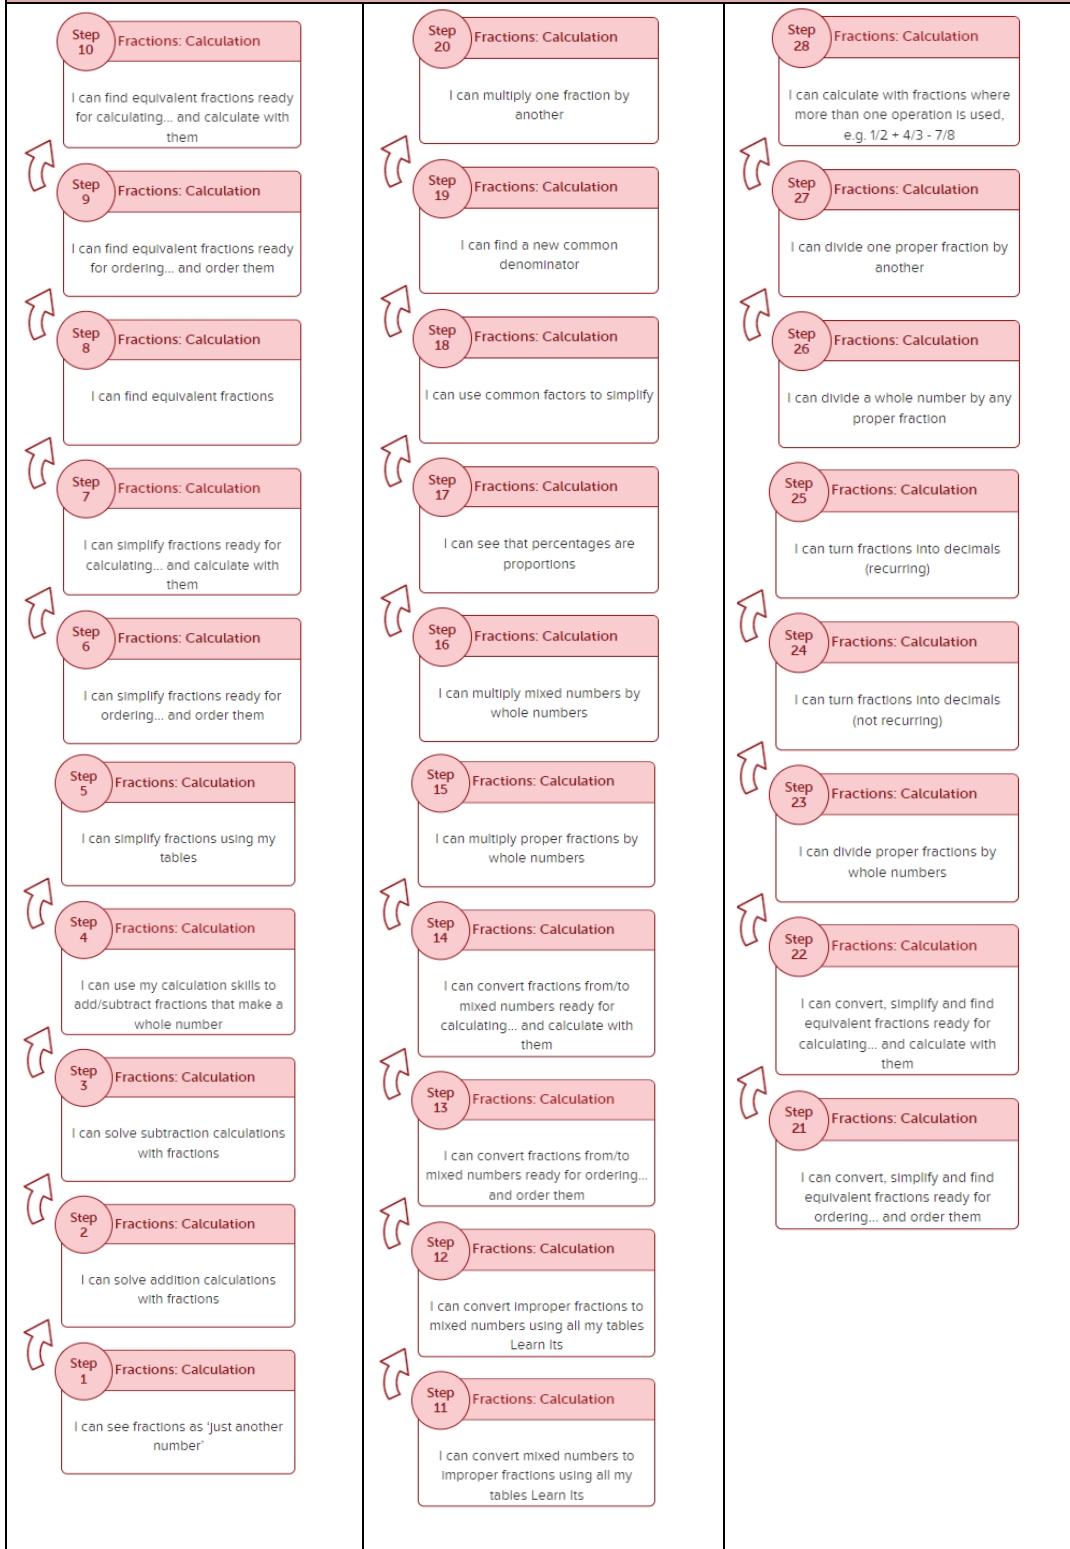 Step
10
Fractions: Calculation
I can find equivalent fractions ready
for calculating... and calculate with
them
Step
9
Fractions: Calculation
I can find equivalent fractions ready
for ordering... and order them
Step
8
Fractions: Calculation
I can find equivalent fractions
Step
7
Fractions: Calculation
I can simplify fractions ready for
calculating... and calculate with
them
Step
6
Fractions: Calculation
I can simplify fractions ready for
ordering... and order them
Step
5
Fractions: Calculation
I can simplify fractions using my
tables
Step
4
Fractions: Calculation
I can use my calculation skills to
add/subtract fractions that make a
whole number
Step
3
Fractions: Calculation
I can solve subtraction calculations
with fractions
Step
2
Fractions: Calculation
I can solve addition calculations
with fractions
Step
1
Fractions: Calculation
I can see fractions as 'just another
number'
Step
20
Fractions: Calculation
I can multiply one fraction by
another
Step
19
Fractions: Calculation
I can find a new common
denominator
Step
18
Fractions: Calculation
I can use common factors to simplify
Step
17
Fractions: Calculation
I can see that percentages are
proportions
Step
16
Fractions: Calculation
I can multiply mixed numbers by
whole numbers
Step
15
Fractions: Calculation
I can multiply proper fractions by
whole numbers
Step
14
Fractions: Calculation
I can convert fractions from/to
mixed numbers ready for
calculating... and calculate with
them
Step
13
Fractions: Calculation
I can convert fractions from/to
mixed numbers ready for ordering...
and order them
Step
12
Fractions: Calculation
I can convert improper fractions to
mixed numbers using all my tables
Learn Its
Step
11
Fractions: Calculation
I can convert mixed numbers to
improper fractions using all my
tables Learn Its
Step
28
Fractions: Calculation
I can calculate with fractions where
more than one operation is used,
e.g. 1/2 + 4/3 - 7/8
Step
27
Fractions: Calculation
I can divide one proper fraction by
another
Step
26
Fractions: Calculation
I can divide a whole number by any
proper fraction
Step
25
Fractions: Calculation
I can turn fractions into decimals
(recurring)
Step
24
Fractions: Calculation
I can turn fractions into decimals
(not recurring)
Step
23
Fractions: Calculation
I can divide proper fractions by
whole numbers
Step
22
Fractions: Calculation
I can convert, simplify and find
equivalent fractions ready for
calculating... and calculate with
them
Step
21
Fractions: Calculation
I can convert, simplify and find
equivalent fractions ready for
ordering... and order them